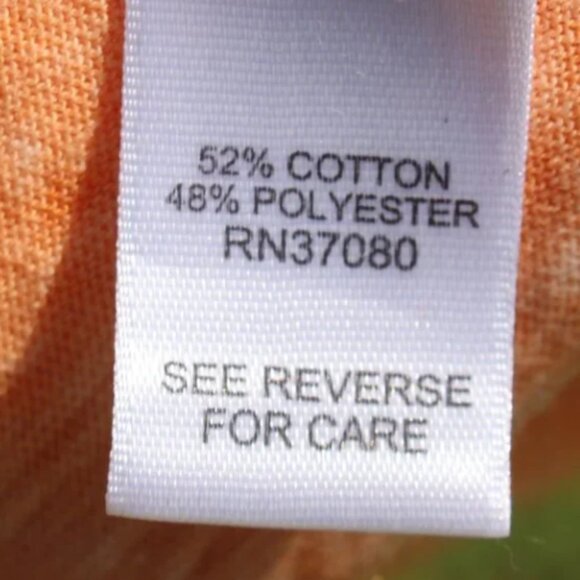 52% COTTON
48% POLYESTER
RN37080
SEE REVERSE
FOR CARE